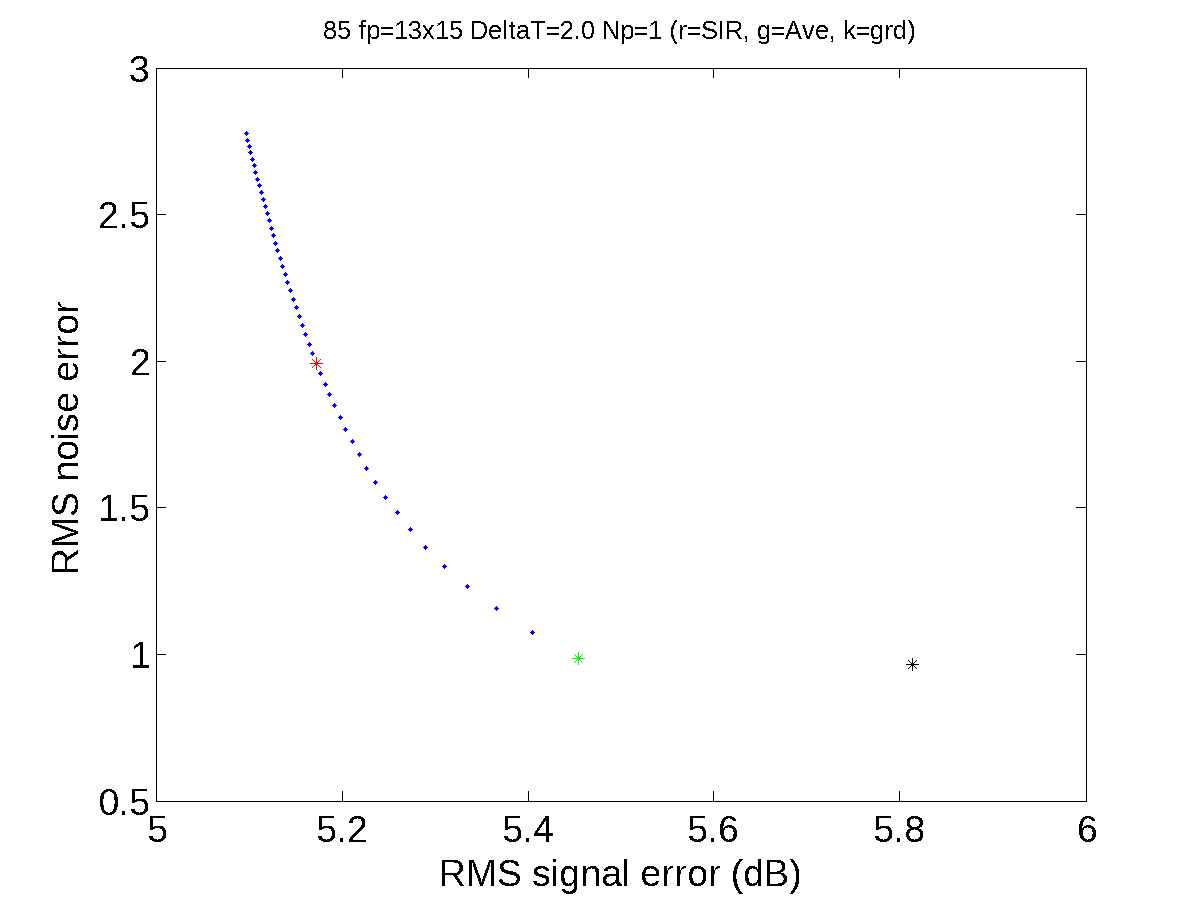 85 fp=13x15 DeltaT=2.0 Np=1 (r=SIR, g=Ave, k=grd)
3
2.5
2
1.5
1
0.5
RMS noise error
5 5.2 5.4 5.6 5.8 6
RMS signal error (dB)